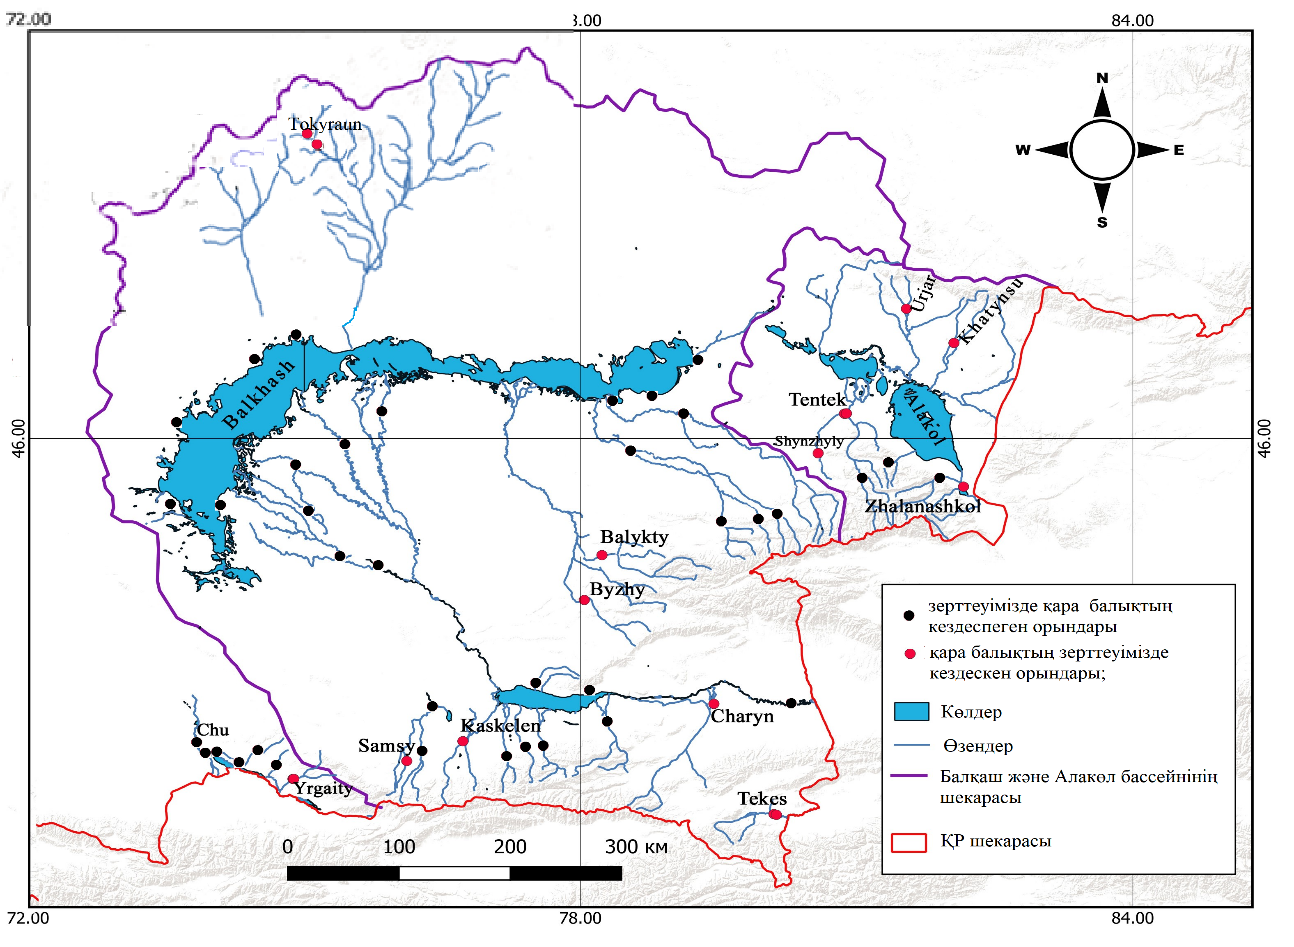 72.00
8.00
84.00
N
W
E
S
Tokyraun
Urjar
Khatynsu
Balkhash
Tentek
Alakol
46.00
46.00
Shynzhyly
Zhalanashkol
Balykty
Byzhy
зерттеуімізде қара балықтың
кездеспеген орындары
қара балықтың зерттеуімізде
кездескен орындары;
Көлдер
Өзендер
Балқаш және Алакөл бассейнінің
шекарасы
ҚР шекарасы
Charyn
Kaskelen
Chu
Samsy
Yrgaity
Tekes
0
100
200
300 км
72.00
78.00
84.00